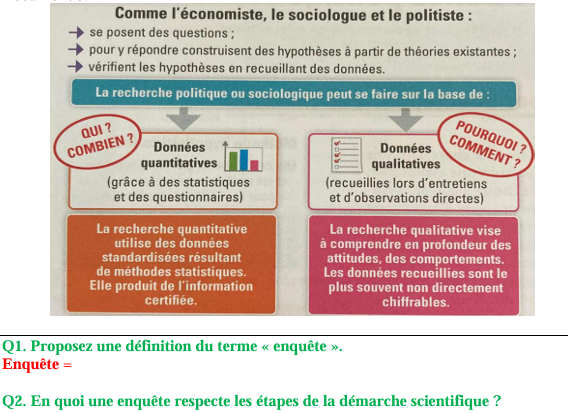 Comme l'économiste, le sociologue et le politiste :
→ se posent des questions ;
→ pour y répondre construisent des hypothèses à partir de théories existantes ;
→ vérifient les hypothèses en recueillant des données.
La recherche politique ou sociologique peut se faire sur la base de :
QUI ?
COMBIEN ?
Données
quantitatives
(grâce à des statistiques
et des questionnaires)
La recherche quantitative
utilise des données
standardisées résultant
de méthodes statistiques.
Elle produit de l'information
certifiée.
POURQUOI ?
COMMENT ?
Données
qualitatives
(recueillies lors d'entretiens
et d'observations directes)
La recherche qualitative vise
à comprendre en profondeur des
attitudes, des comportements.
Les données recueillies sont le
plus souvent non directement
chiffrables.
Q1. Proposez une définition du terme « enquête ».
Enquête =
Q2. En quoi une enquête respecte les étapes de la démarche scientifique ?